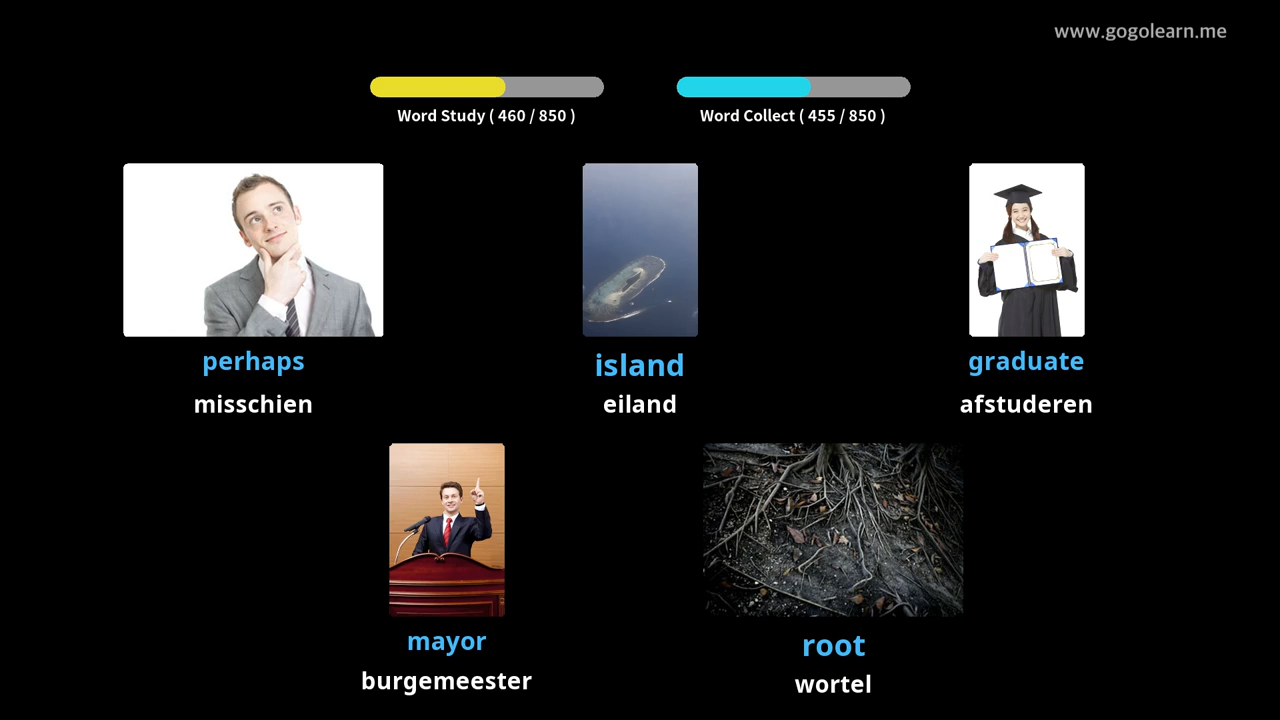 www.gogolearn.me
Word Study ( 460 / 850 )
Word Collect ( 455 / 850 )
perhaps
misschien
island
eiland
graduate
afstuderen
mayor
burgemeester
root
wortel